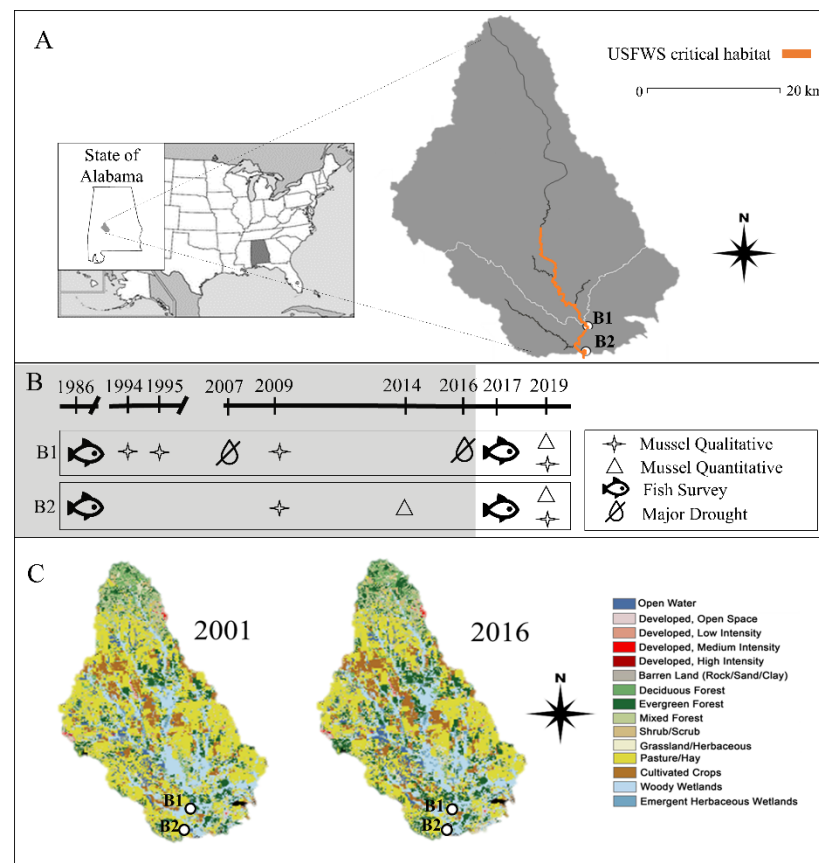 A
USFWS critical habitat
0 20 km
State of
Alabama
N
B1
B2
B
1986 1994 1995 2007 2009 2014 2016 2017 2019
B1
B2
Mussel Qualitative
Mussel Quantitative
Fish Survey
Major Drought
C
2001
2016
B1
B2
B1
B2
N
Open Water
Developed, Open Space
Developed, Low Intensity
Developed, Medium Intensity
Developed, High Intensity
Barren Land (Rock/Sand/Clay)
Deciduous Forest
Evergreen Forest
Mixed Forest
Shrub/Scrub
Grassland/Herbaceous
Pasture/Hay
Cultivated Crops
Woody Wetlands
Emergent Herbaceous Wetlands